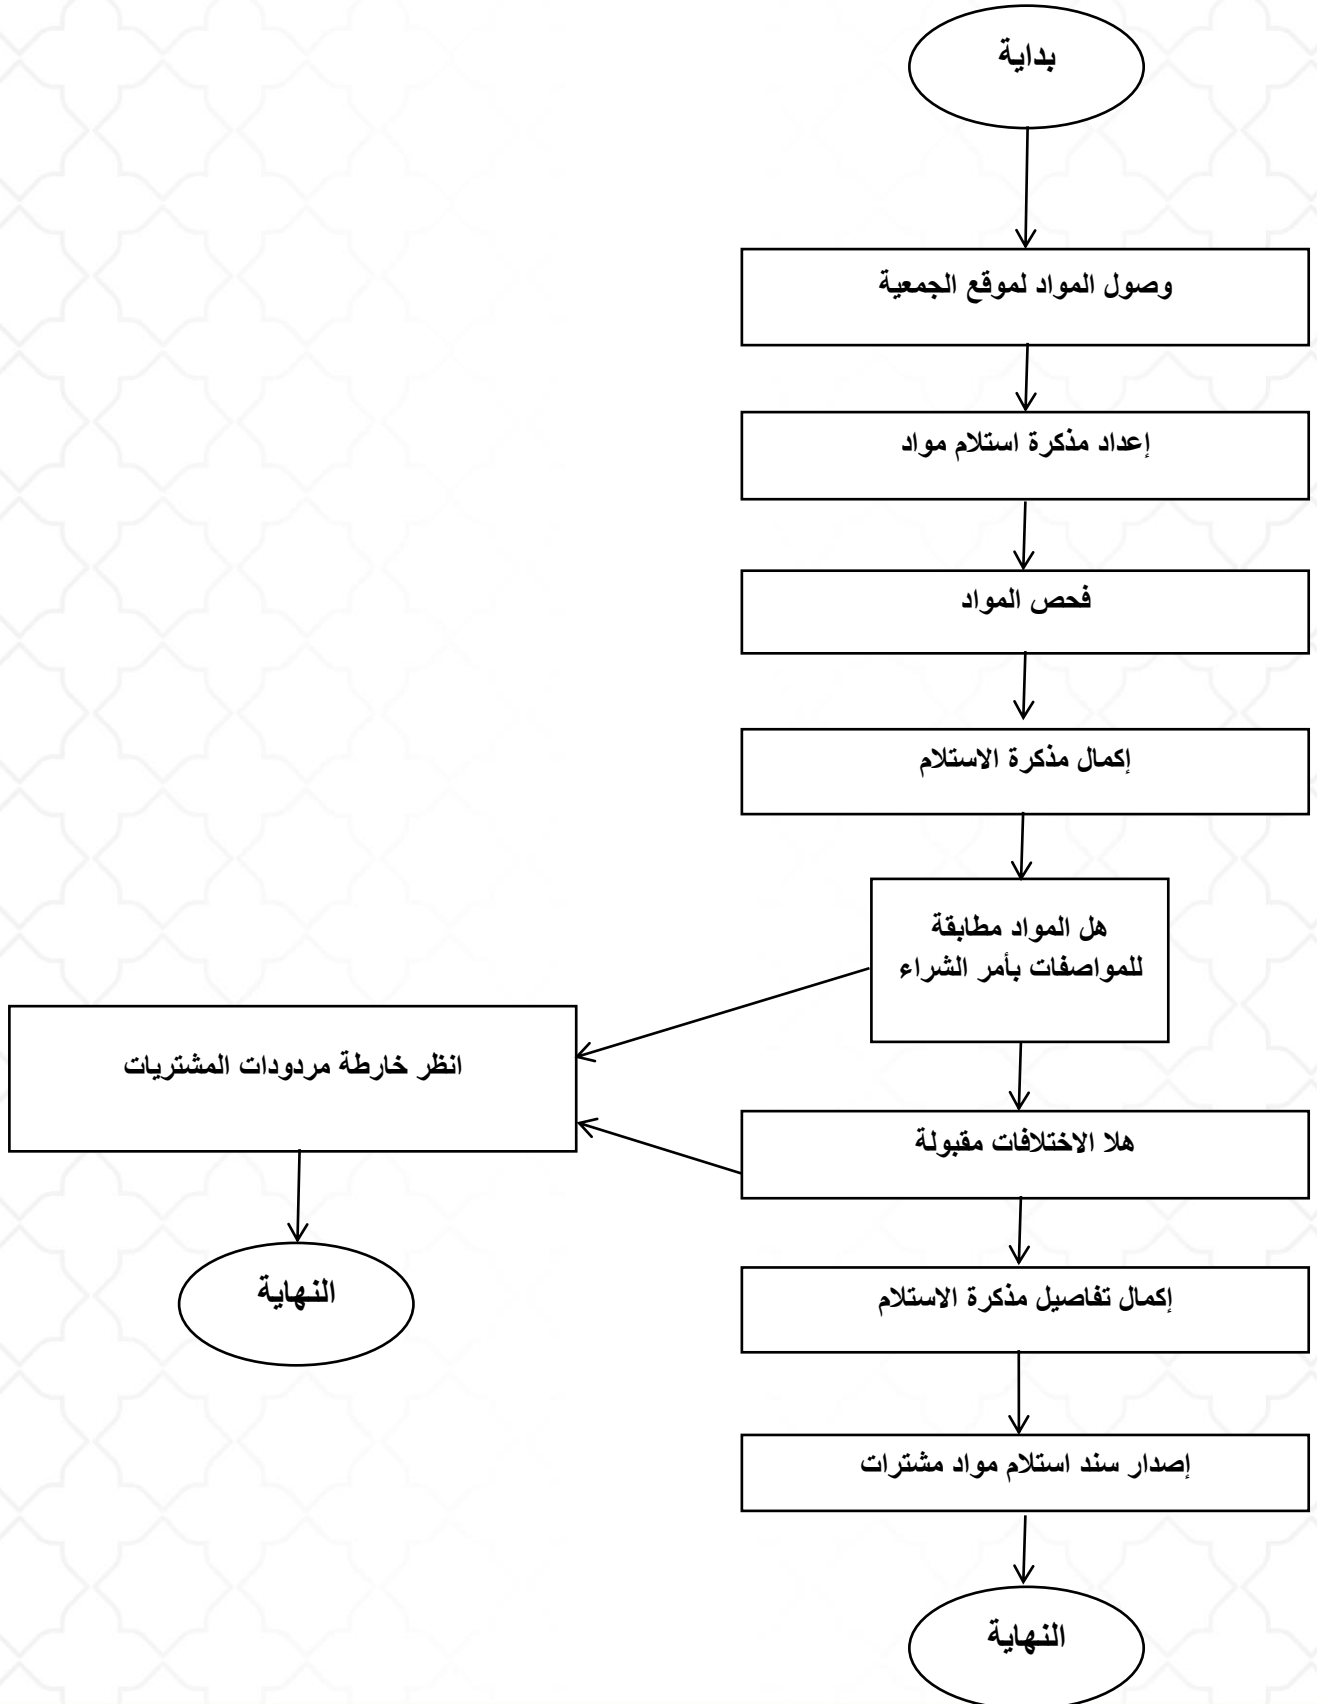 بداية
وصول المواد لموقع الجمعية
إعداد مذكرة استلام مواد
فحص المواد
إكمال مذكرة الاستلام
هل المواد مطابقة
للمواصفات بأمر الشراء
انظر خارطة مردودات المشتريات
هلا الاختلافات مقبولة
النهاية
إكمال تفاصيل مذكرة الاستلام
إصدار سند استلام مواد مشترات
النهاية